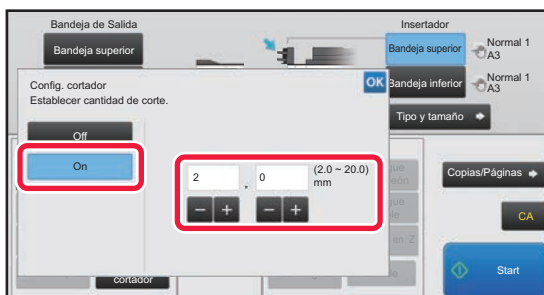 Bandeja de Salida
Insertador
Bandeja superior
Bandeja superior
Normal 1
A3
Config. cortador
OK
Establecer cantidad de corte.
Bandeja inferior
Normal 1
A3
Tipo y tamaño
Off
On
2 . 0 (2.0 ~ 20.0)
mm
Copias/Páginas
CA
en Z
Start
cortador